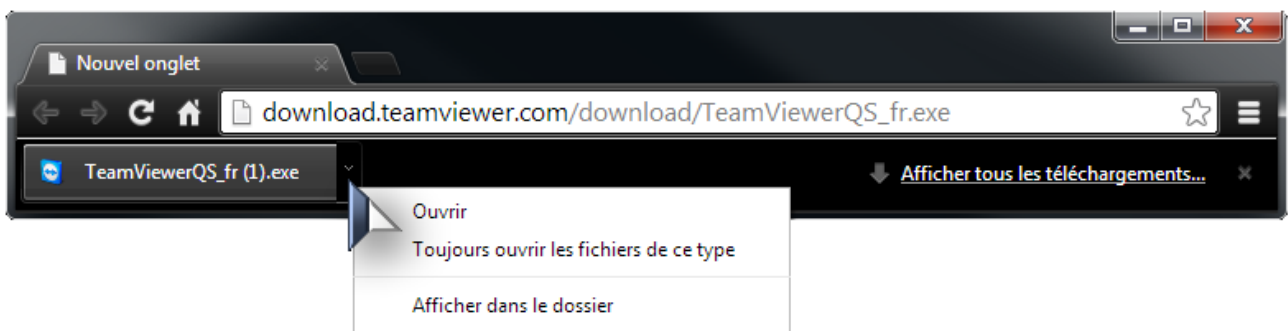 Nouvel onglet
download.teamviewer.com/download/TeamViewerQS_fr.exe
TeamViewerQS_fr (1).exe
Afficher tous les téléchargements...
Ouvrir
Toujours ouvrir les fichiers de ce type
Afficher dans le dossier